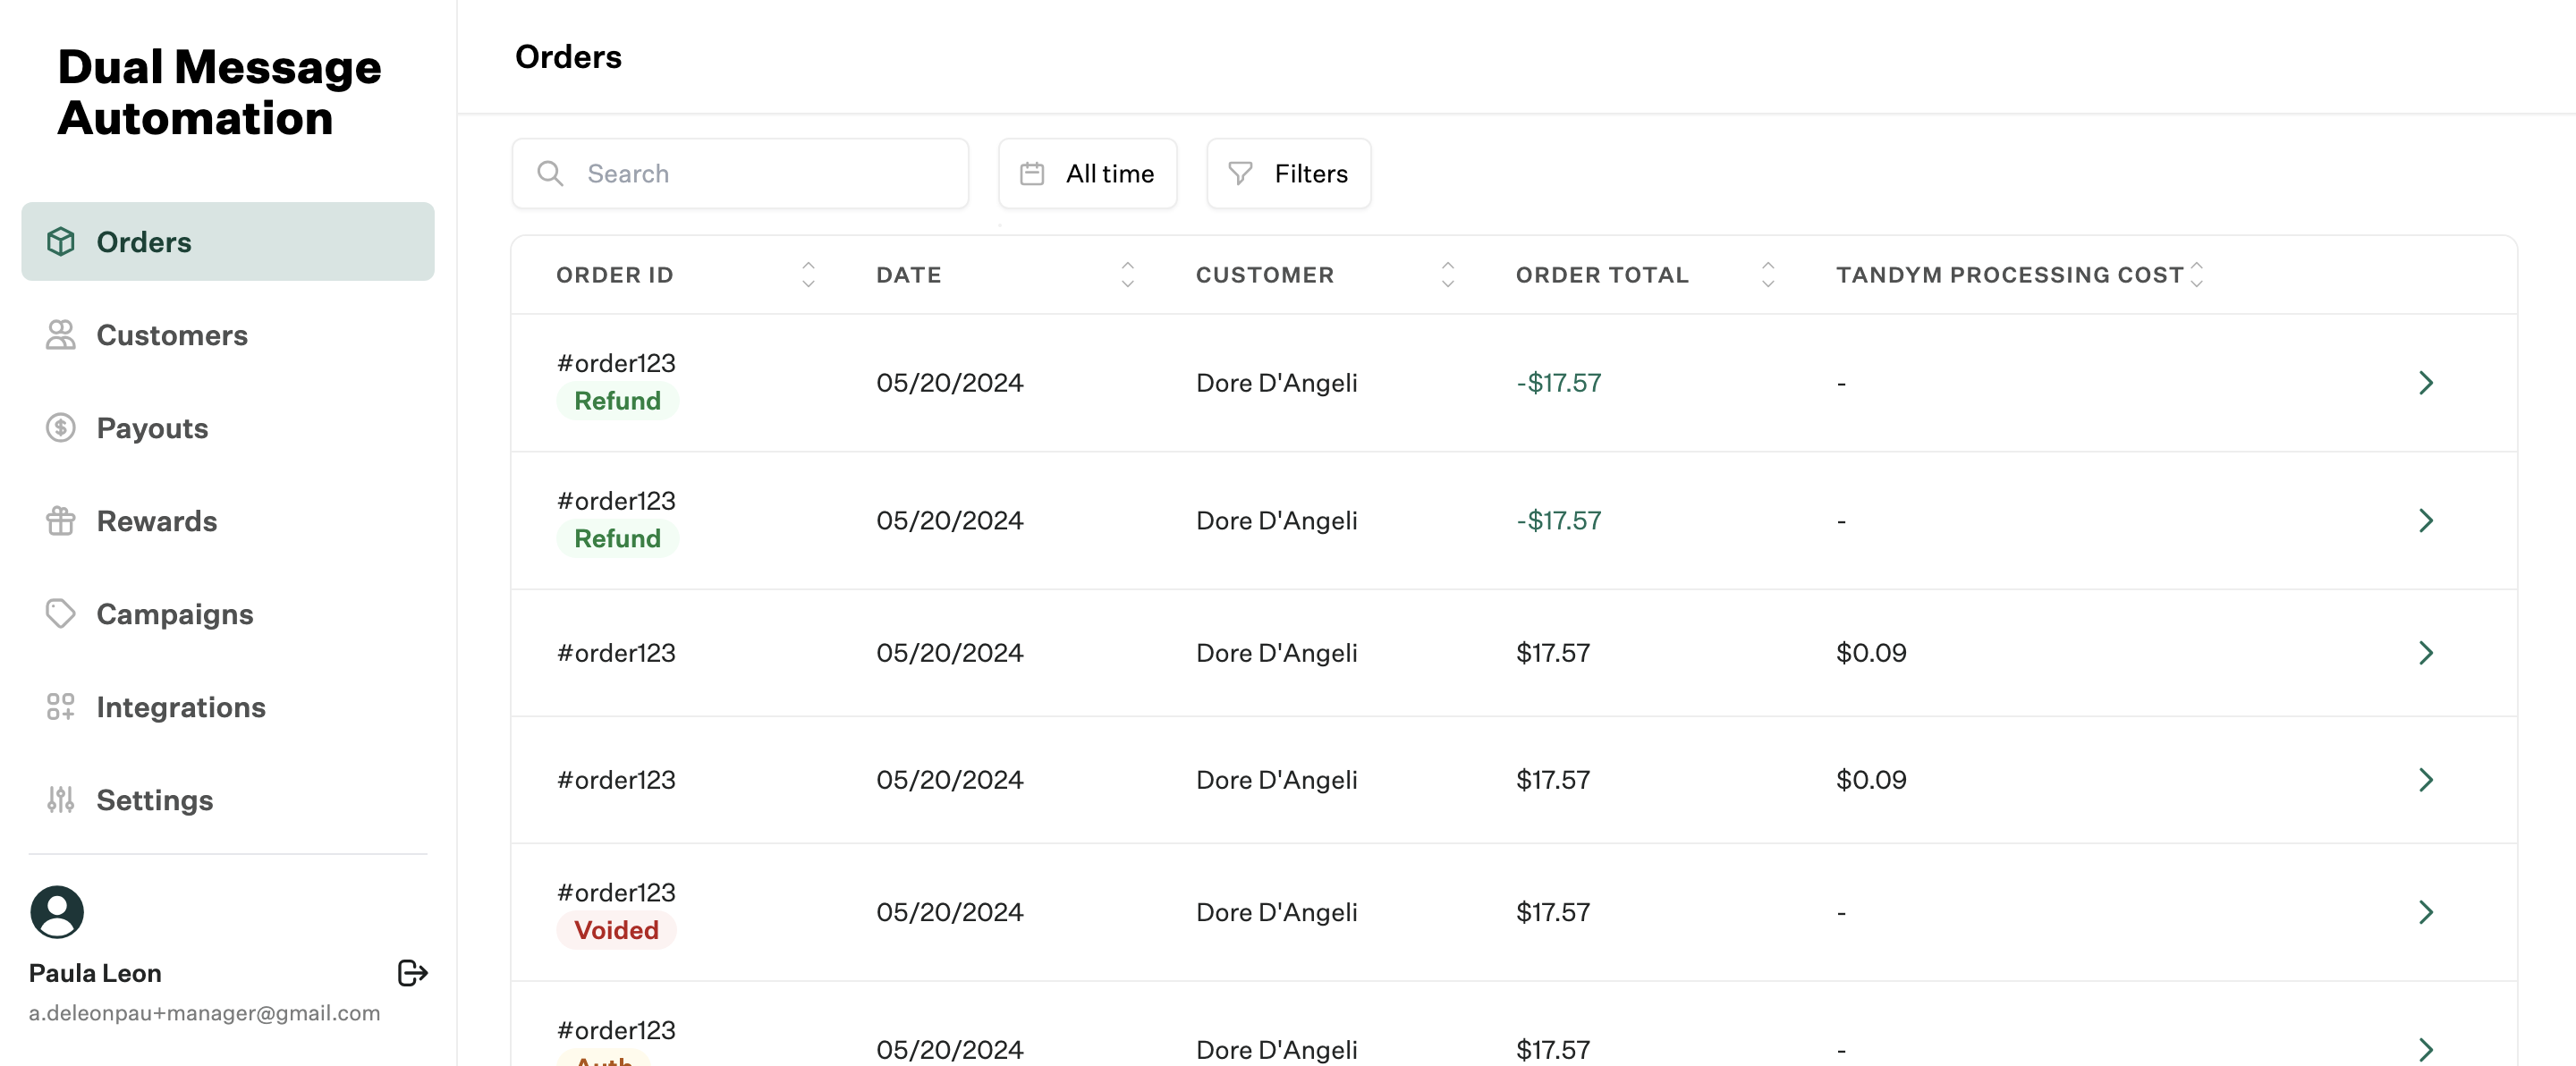 Dual Message
Automation
Orders
Customers
Payouts
Rewards
Campaigns
Integrations
Settings
Paula Leon
a.deleonpau+manager@gmail.com
Orders
Search
All time
Filters
ORDER ID DATE CUSTOMER ORDER TOTAL TANDYM PROCESSING COST
#order123
Refund
05/20/2024 Dore D'Angeli -$17.57 -
#order123
Refund
05/20/2024 Dore D'Angeli -$17.57 -
#order123 05/20/2024 Dore D'Angeli $17.57 $0.09
#order123 05/20/2024 Dore D'Angeli $17.57 $0.09
#order123
Voided
05/20/2024 Dore D'Angeli $17.57 -
#order123
Auth
05/20/2024 Dore D'Angeli $17.57 -